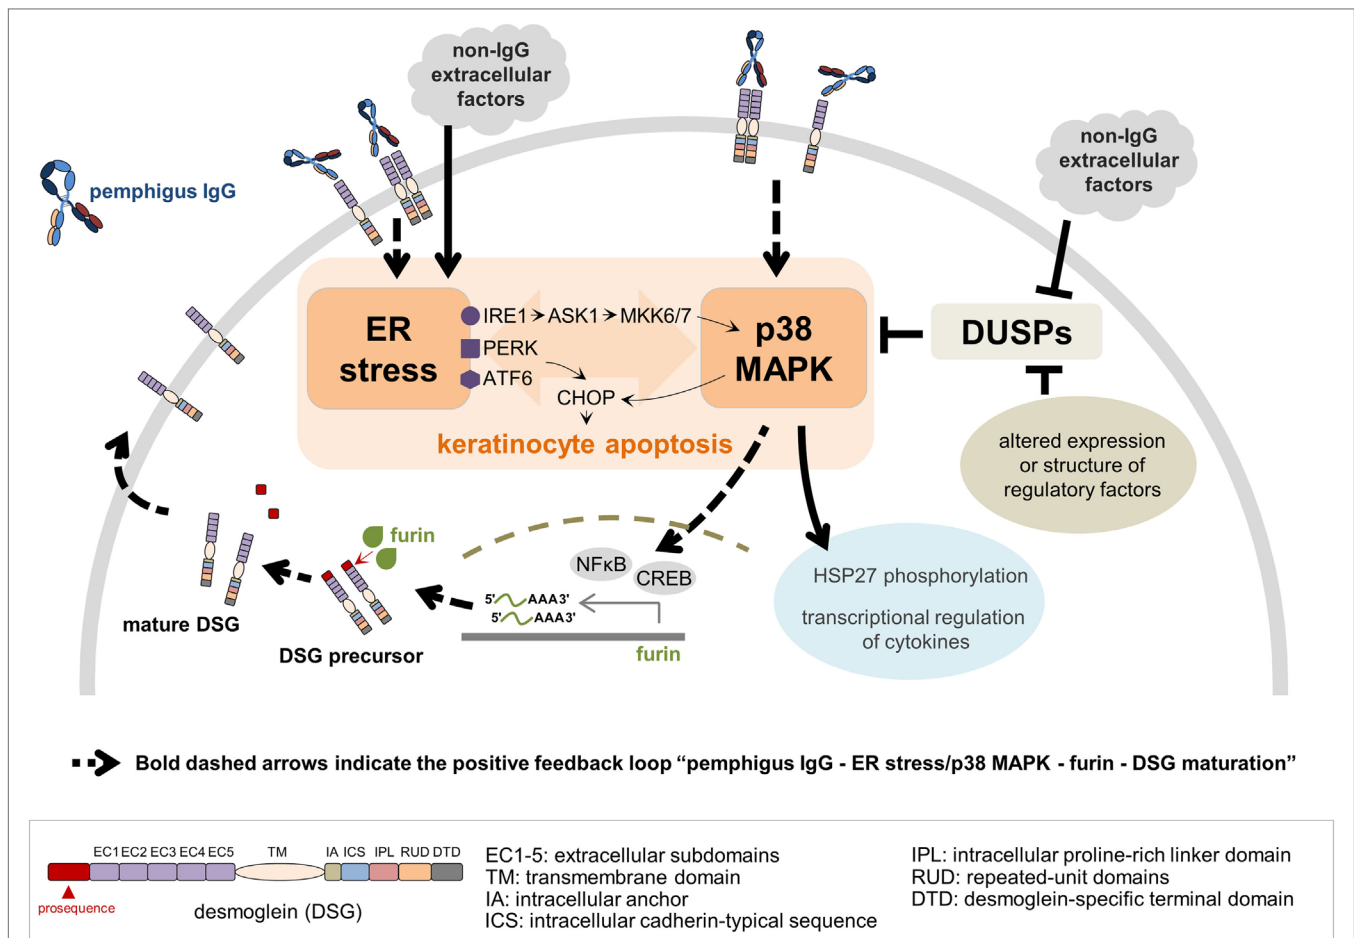 non-IgG
extracellular
factors
non-IgG
extracellular
factors
pemphigus IgG
ER
stress
IRE1
ASK1
MKK6/7
PERK
ATF6
CHOP
p38
MAPK
keratinocyte apoptosis
DUSPs
altered expression
or structure of
regulatory factors
furin
NFκB
CREB
HSP27 phosphorylation
transcriptional regulation
of cytokines
5' AAA3'
5' AAA3'
furin
mature DSG
DSG precursor
Bold dashed arrows indicate the positive feedback loop “pemphigus IgG - ER stress/p38 MAPK - furin - DSG maturation”
EC1 EC2 EC3 EC4 EC5 TM IA ICS IPL RUD DTD
prosequence
desmoglein (DSG)
EC1-5: extracellular subdomains
TM: transmembrane domain
IA: intracellular anchor
ICS: intracellular cadherin-typical sequence
IPL: intracellular proline-rich linker domain
RUD: repeated-unit domains
DTD: desmoglein-specific terminal domain